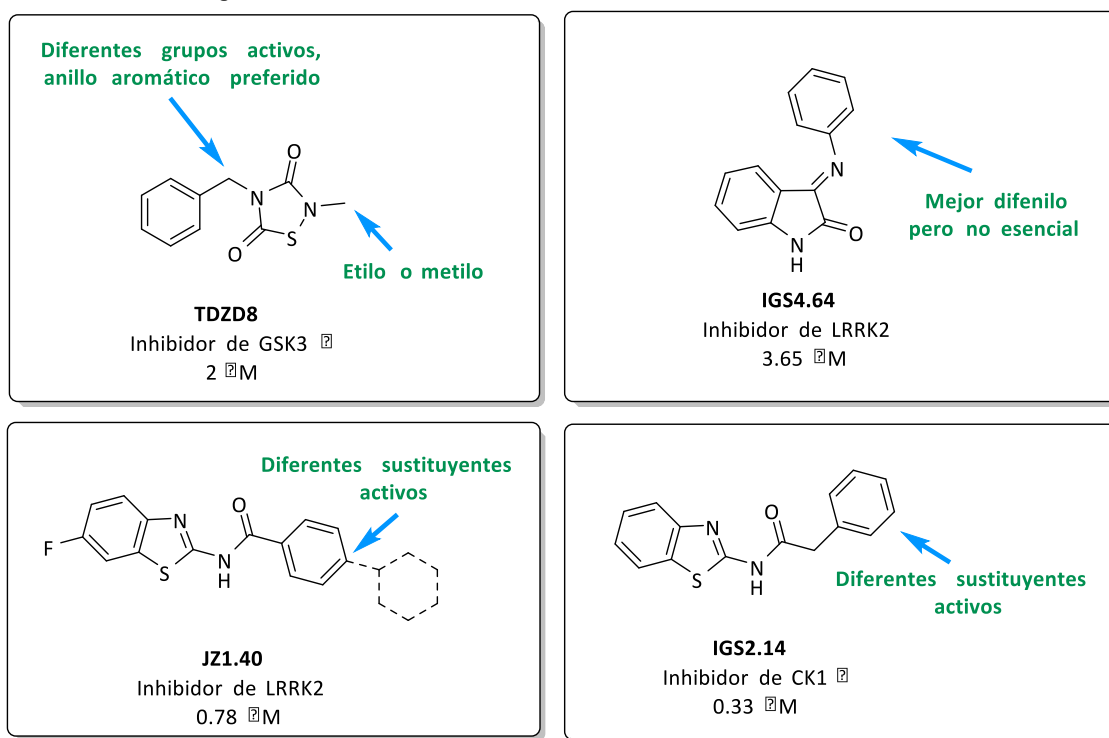 Diferentes grupos activos,
anillo aromático preferido
O
N
N
S
O
Etilo o metilo
TDZD8
Inhibidor de GSK3 �
2 �M
N
O
N
H
Mejor difenilo
pero no esencial
IGS4.64
Inhibidor de LRRK2
3.65 �M
Diferentes sustituyentes
activos
F
N
S
O
N
H
JZ1.40
Inhibidor de LRRK2
0.78 �M
N
S
O
N
H
Diferentes sustituyentes
activos
IGS2.14
Inhibidor de CK1 �
0.33 �M